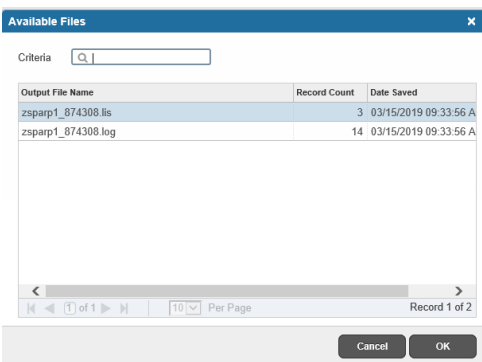 Available Files
Criteria
Output File Name Record Count Date Saved
zsparp1_874308.lis 3 03/15/2019 09:33:56 A
zsparp1_874308.log 14 03/15/2019 09:33:56 A
1 of 1 10 Per Page Record 1 of 2
Cancel OK